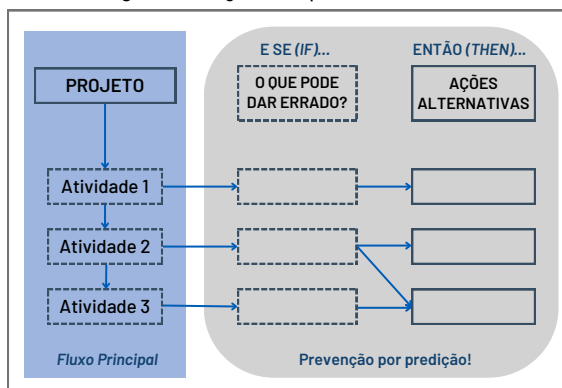 E SE (IF)...
ENTÃO (THEN)...
PROJETO
O QUE PODE
DAR ERRADO?
AÇÕES
ALTERNATIVAS
Atividade 1
Atividade 2
Atividade 3
Fluxo Principal
Prevenção por predição!